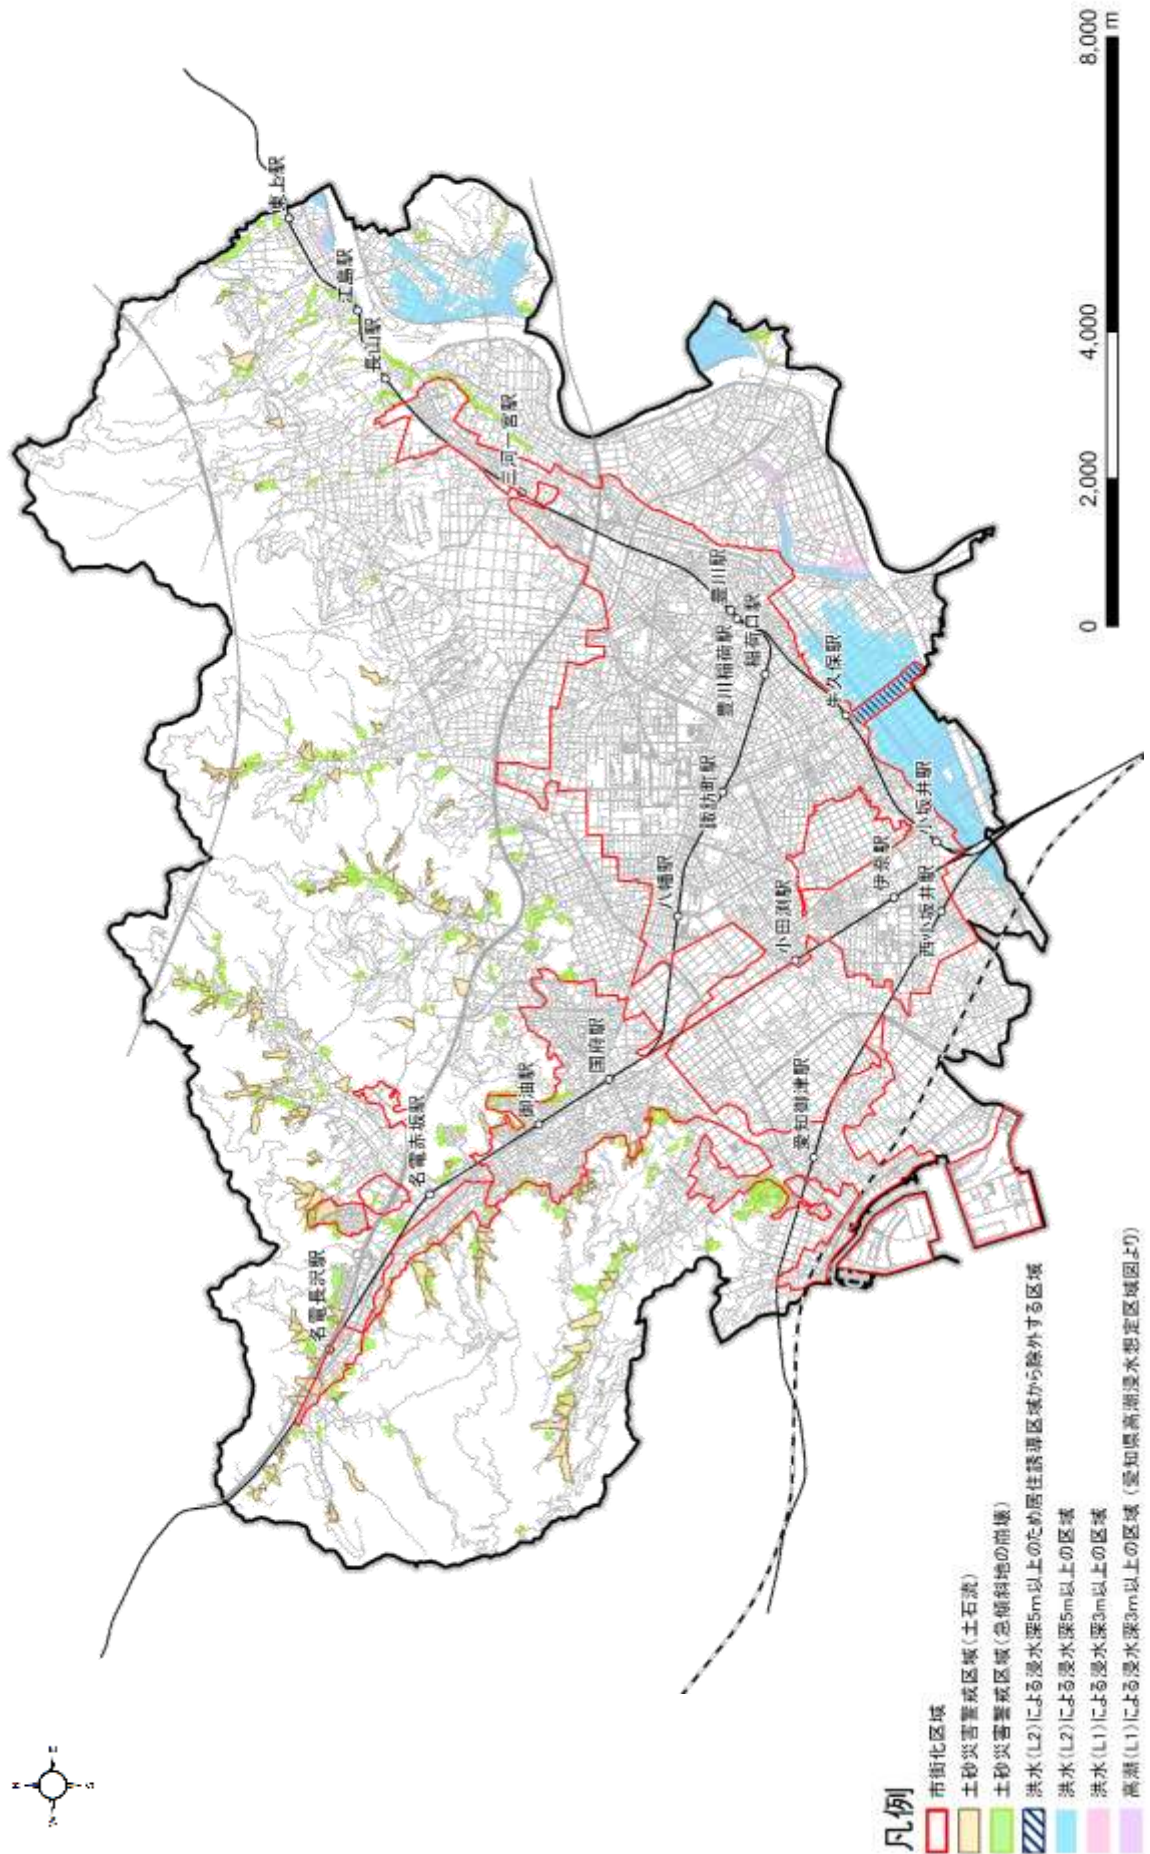 東上駅
江島駅
長山駅
三河一宮駅
豊川駅
豊川稲荷駅
稲荷口駅
牛久保駅
諏訪町駅
八幡駅
小田渕駅
伊奈駅
小坂井駅
西小坂井駅
国府駅
御油駅
愛知御津駅
名電赤坂駅
名電長沢駅
0
2,000
4,000
8,000
m
凡例
市街化区域
土砂災害警戒区域(土石流)
土砂災害警戒区域(急傾斜地の崩壊)
洪水(L2)による浸水深5m以上のため居住誘導区域から除外する区域
洪水(L2)による浸水深5m以上の区域
洪水(L1)による浸水深3m以上の区域
高潮(L1)による浸水深3m以上の区域(愛知県高潮浸水想定区域図より)